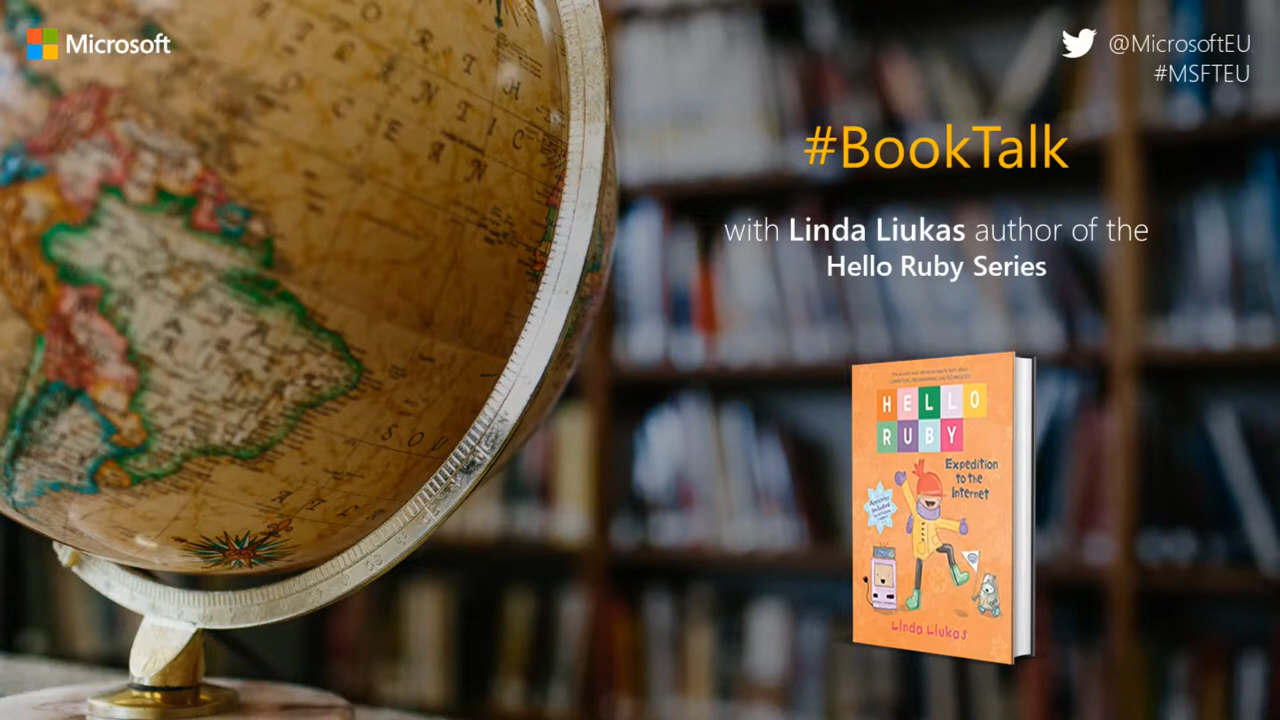 Microsoft
@MicrosoftEU
#MSFTEU
#BookTalk
with Linda Liukas author of the
Hello Ruby Series
HELLO
RUBY
Expedition
to the
Internet
Linda Liukas